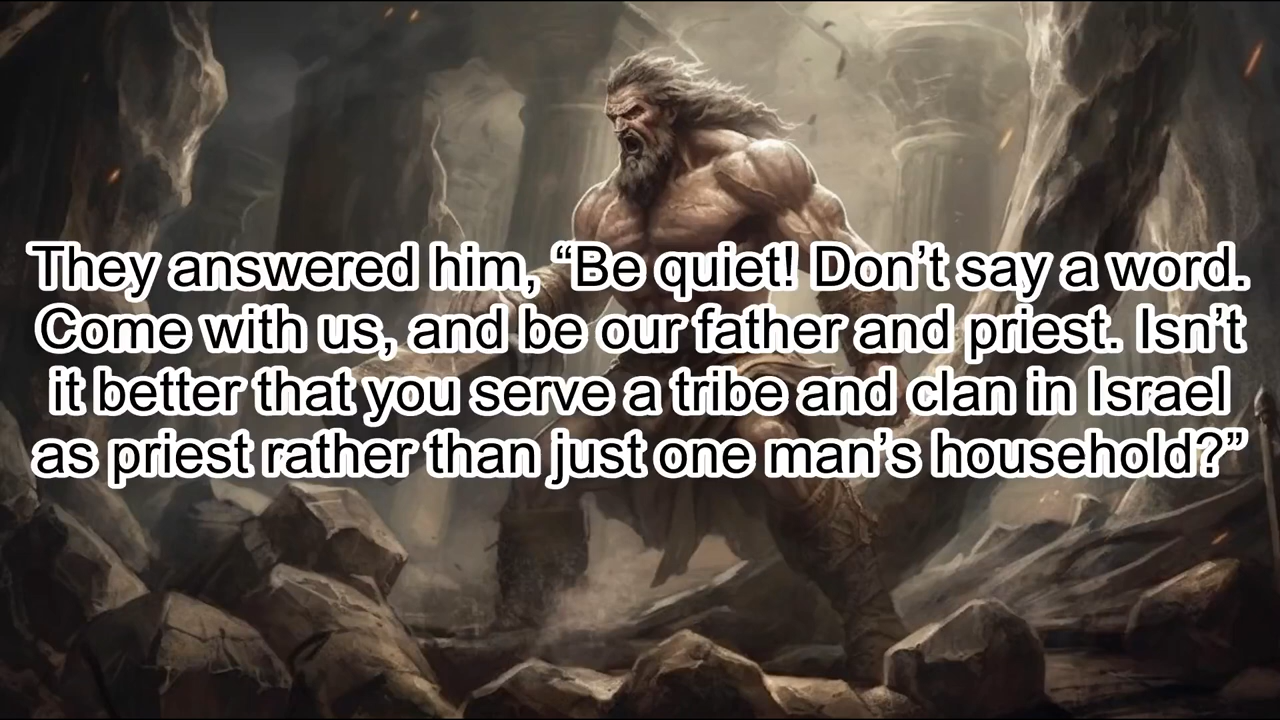 They answered him, “Be quiet! Don’t say a word.
Come with us, and be our father and priest. Isn’t
it better that you serve a tribe and clan in Israel
as priest rather than just one man’s household?”